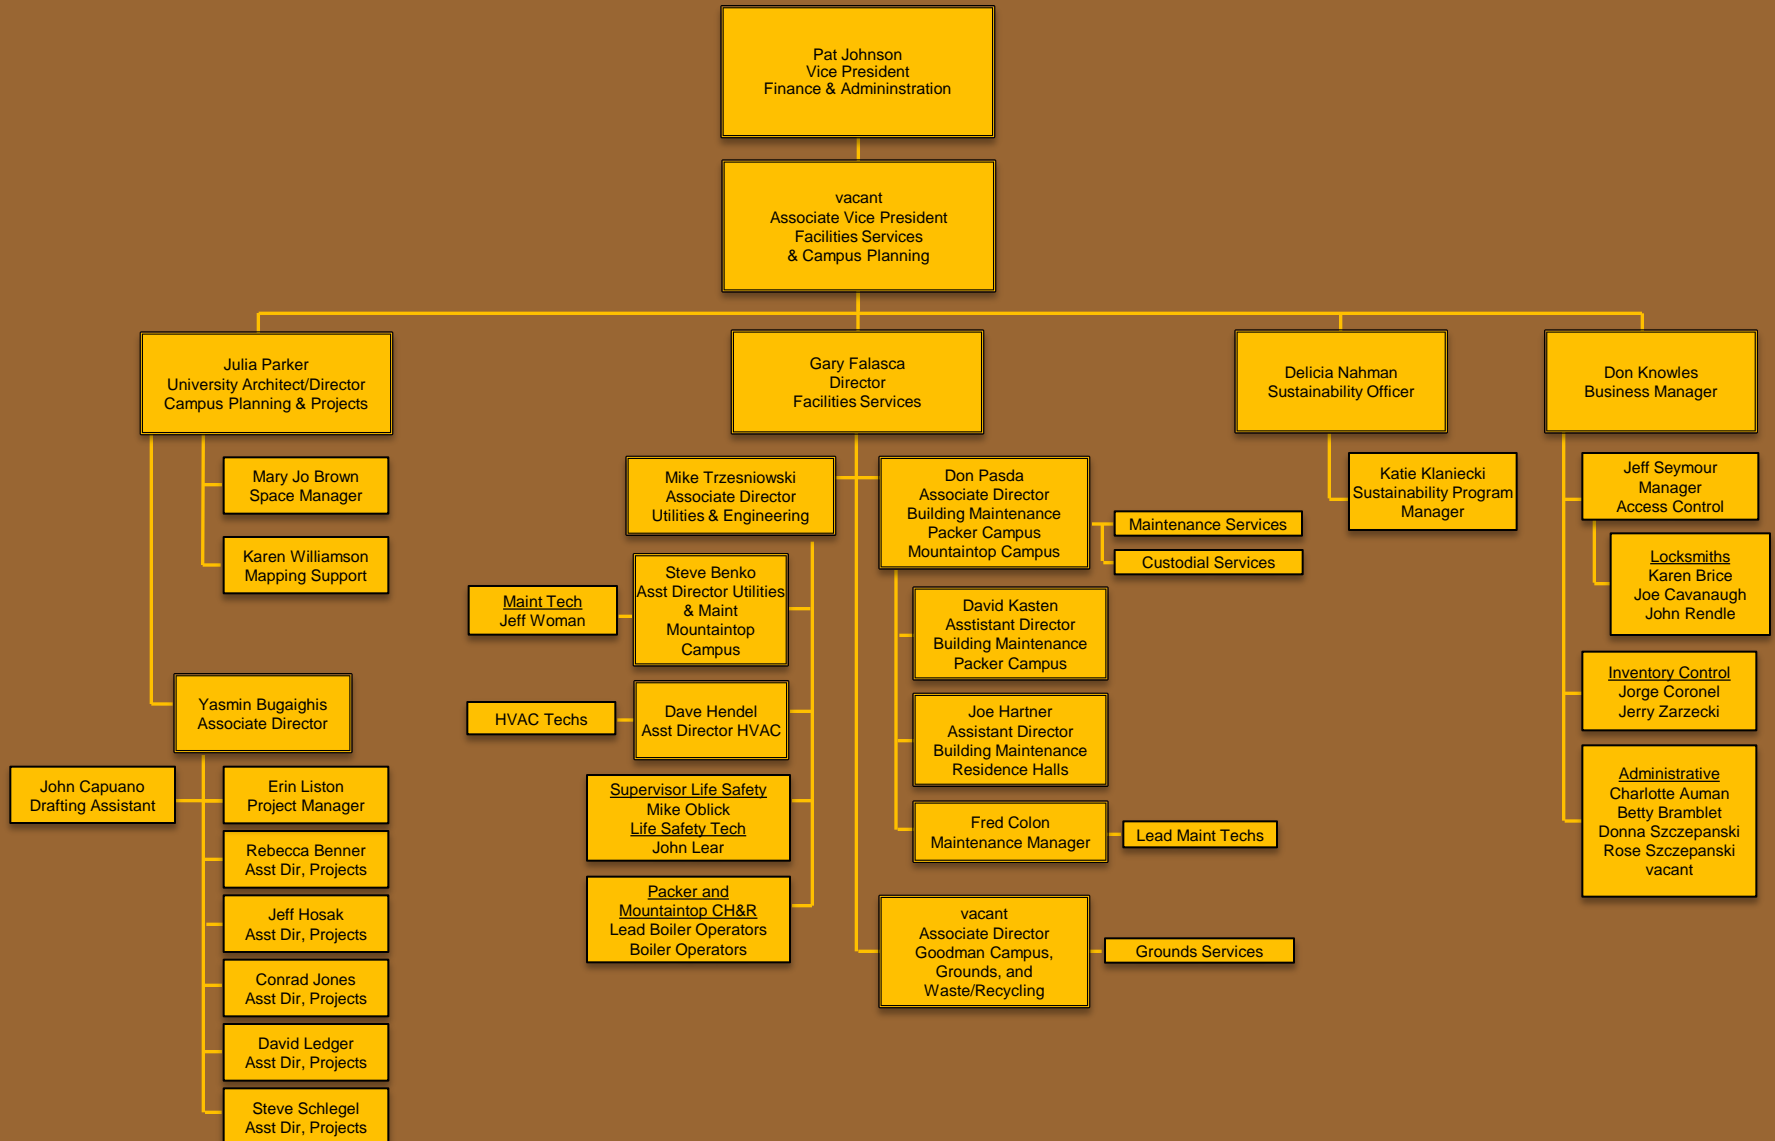 Pat Johnson
Vice President
Finance & Admininstration
vacant
Associate Vice President
Facilities Services
& Campus Planning
Julia Parker
University Architect/Director
Campus Planning & Projects
Gary Falasca
Director
Facilities Services
Delicia Nahman
Sustainability Officer
Don Knowles
Business Manager
Mary Jo Brown
Space Manager
Karen Williamson
Mapping Support
Yasmin Bugaighis
Associate Director
John Capuano
Drafting Assistant
Erin Liston
Project Manager
Rebecca Benner
Asst Dir, Projects
Jeff Hosak
Asst Dir, Projects
Conrad Jones
Asst Dir, Projects
David Ledger
Asst Dir, Projects
Steve Schlegel
Asst Dir, Projects
Mike Trzesniowski
Associate Director
Utilities & Engineering
Steve Benko
Asst Director Utilities
& Maint
Mountaintop
Campus
Maint Tech
Jeff Woman
Dave Hendel
Asst Director HVAC
HVAC Techs
Supervisor Life Safety
Mike Oblick
Life Safety Tech
John Lear
Packer and
Mountaintop CH&R
Lead Boiler Operators
Boiler Operators
Don Pasda
Associate Director
Building Maintenance
Packer Campus
Mountaintop Campus
Maintenance Services
Custodial Services
David Kasten
Asstistant Director
Building Maintenance
Packer Campus
Joe Hartner
Assistant Director
Building Maintenance
Residence Halls
Fred Colon
Maintenance Manager
Lead Maint Techs
vacant
Associate Director
Goodman Campus,
Grounds, and
Waste/Recycling
Grounds Services
Katie Klaniecki
Sustainability Program
Manager
Jeff Seymour
Manager
Access Control
Locksmiths
Karen Brice
Joe Cavanaugh
John Rendle
Inventory Control
Jorge Coronel
Jerry Zarzecki
Administrative
Charlotte Auman
Betty Bramblet
Donna Szczepanski
Rose Szczepanski
vacant